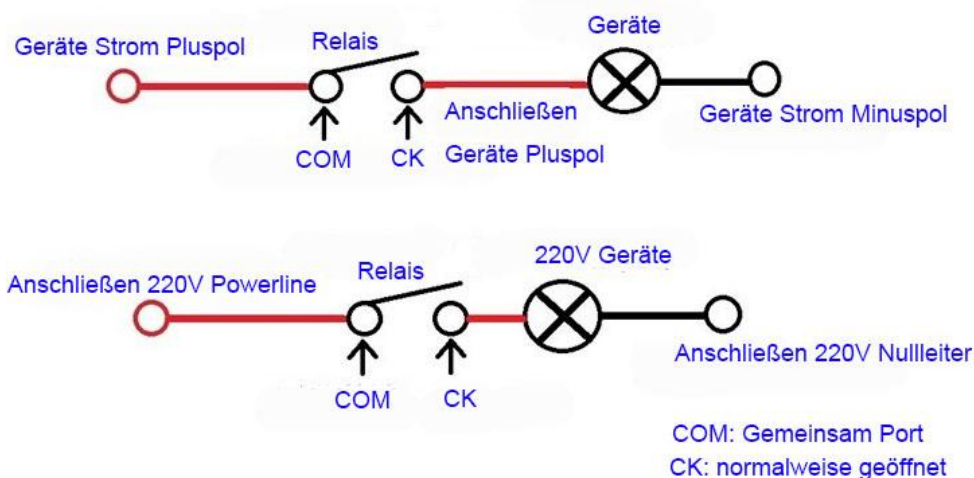 Geräte
Geräte Strom Pluspol
Relais
Anschließen
Geräte Strom Minuspol
COM
CK
Geräte Pluspol
220V Geräte
Anschließen 220V Powerline
Relais
Anschließen 220V Nullleiter
COM
CK
COM: Gemeinsam Port
CK: normalweise geöffnet